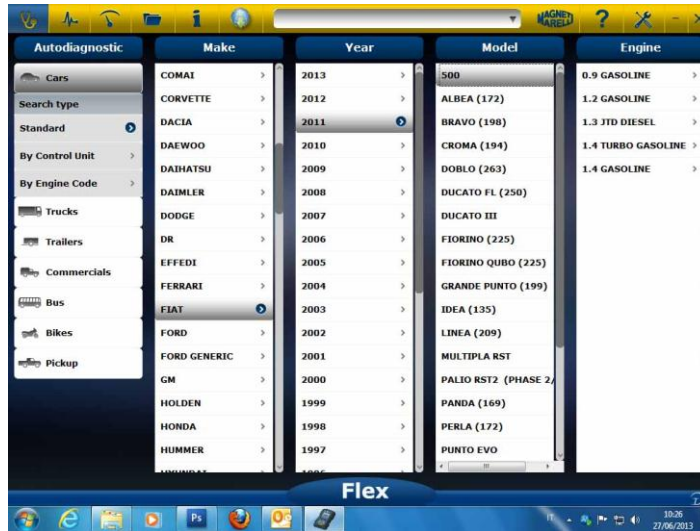 MAGNETI
MARELLI
?
Autodiagnostic
Cars
Search type
Standard
By Control Unit
By Engine Code
Trucks
Trailers
Commercials
Bus
Bikes
Pickup
Make
COMAI
CORVETTE
DACIA
DAEWOO
DAIHATSU
DAIMLER
DODGE
DR
EFFEDI
FERRARI
FIAT
FORD
FORD GENERIC
GM
HOLDEN
HONDA
HUMMER
Year
2013
2012
2011
2010
2009
2008
2007
2006
2005
2004
2003
2002
2001
2000
1999
1998
1997
Model
500
ALBEA (172)
BRAVO (198)
CROMA (194)
DOBLO (263)
DUCATO FL (250)
DUCATO III
FIORINO (225)
FIORINO QUBO (225)
GRANDE PUNTO (199)
IDEA (135)
LINEA (209)
MULTIPLA RST
PALIO RST2 (PHASE 2/
PANDA (169)
PERLA (172)
PUNTO EVO
Engine
0.9 GASOLINE
1.2 GASOLINE
1.3 JTD DIESEL
1.4 TURBO GASOLINE
1.4 GASOLINE
Flex
Ps
IT
10:26
27/06/2013